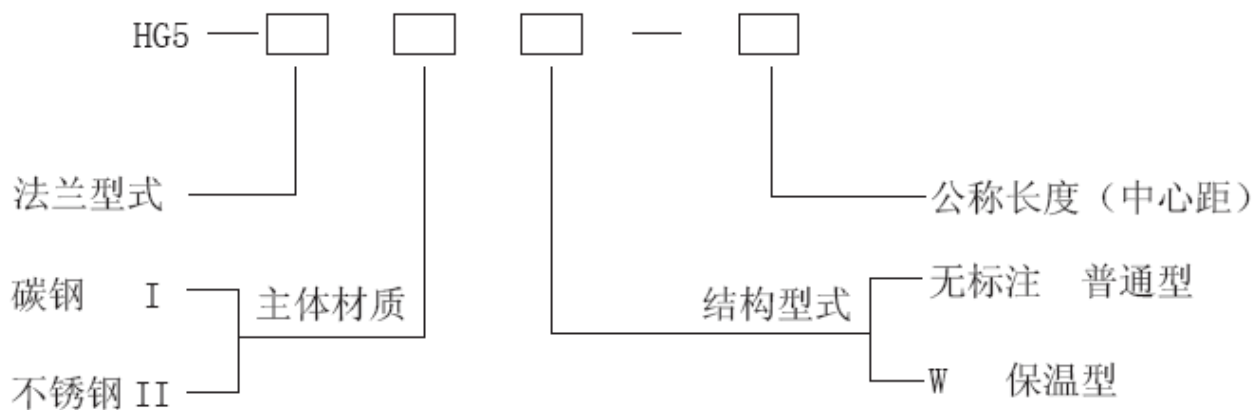 HG5
法兰型式
公称长度（中心距）
碳钢 I
主体材质
结构型式
无标注 普通型
不锈钢 II
W 保温型